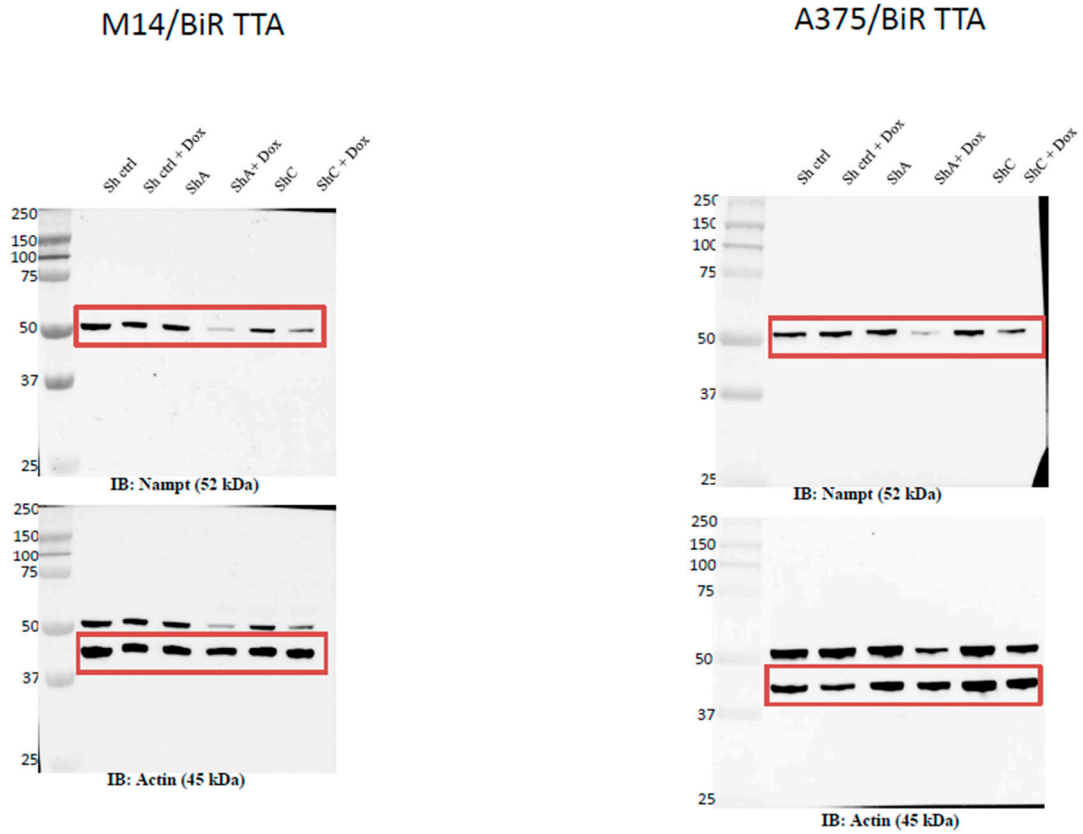 M14/BiR TTA
Sh ctrl
Sh ctrl + Dox
ShA
ShA+ Dox
ShC
ShC + Dox
250
150
100
75
50
37
25
IB: Nampt (52 kDa)
250
150
100
75
50
37
25
IB: Actin (45 kDa)
A375/BiR TTA
Sh ctrl
Sh ctrl + Dox
ShA
ShA+ Dox
ShC
ShC + Dox
250
150
100
75
50
37
25
IB: Nampt (52 kDa)
250
150
100
75
50
37
25
IB: Actin (45 kDa)